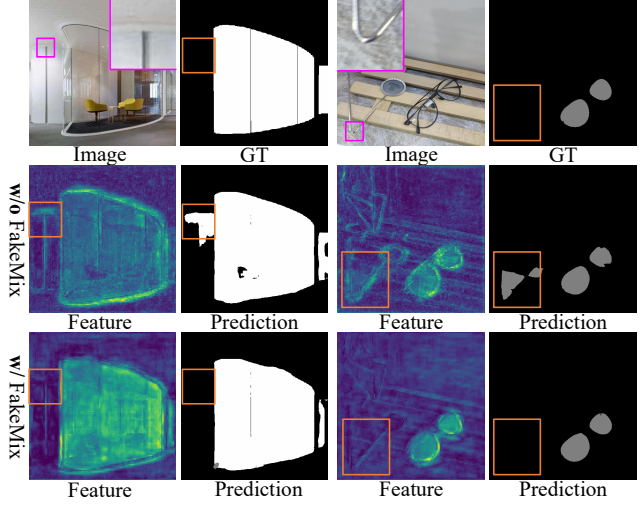 Image GT Image GT
w/o FakeMix
Feature Prediction Feature Prediction
w/ FakeMix
Feature Prediction Feature Prediction